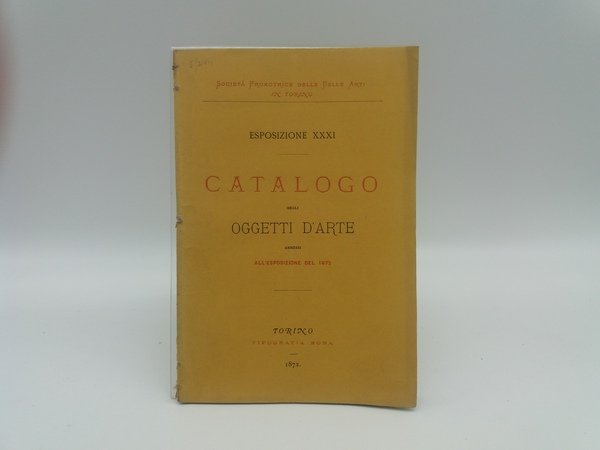 Società Promotrice delle Belle Arti
in Torino
ESPOSIZIONE XXXI
CATALOGO
DEGLI
OGGETTI D'ARTE
AMMESSI
ALL'ESPOSIZIONE DEL 1872
TORINO
TIPOGRAFIA ROMA
1872.